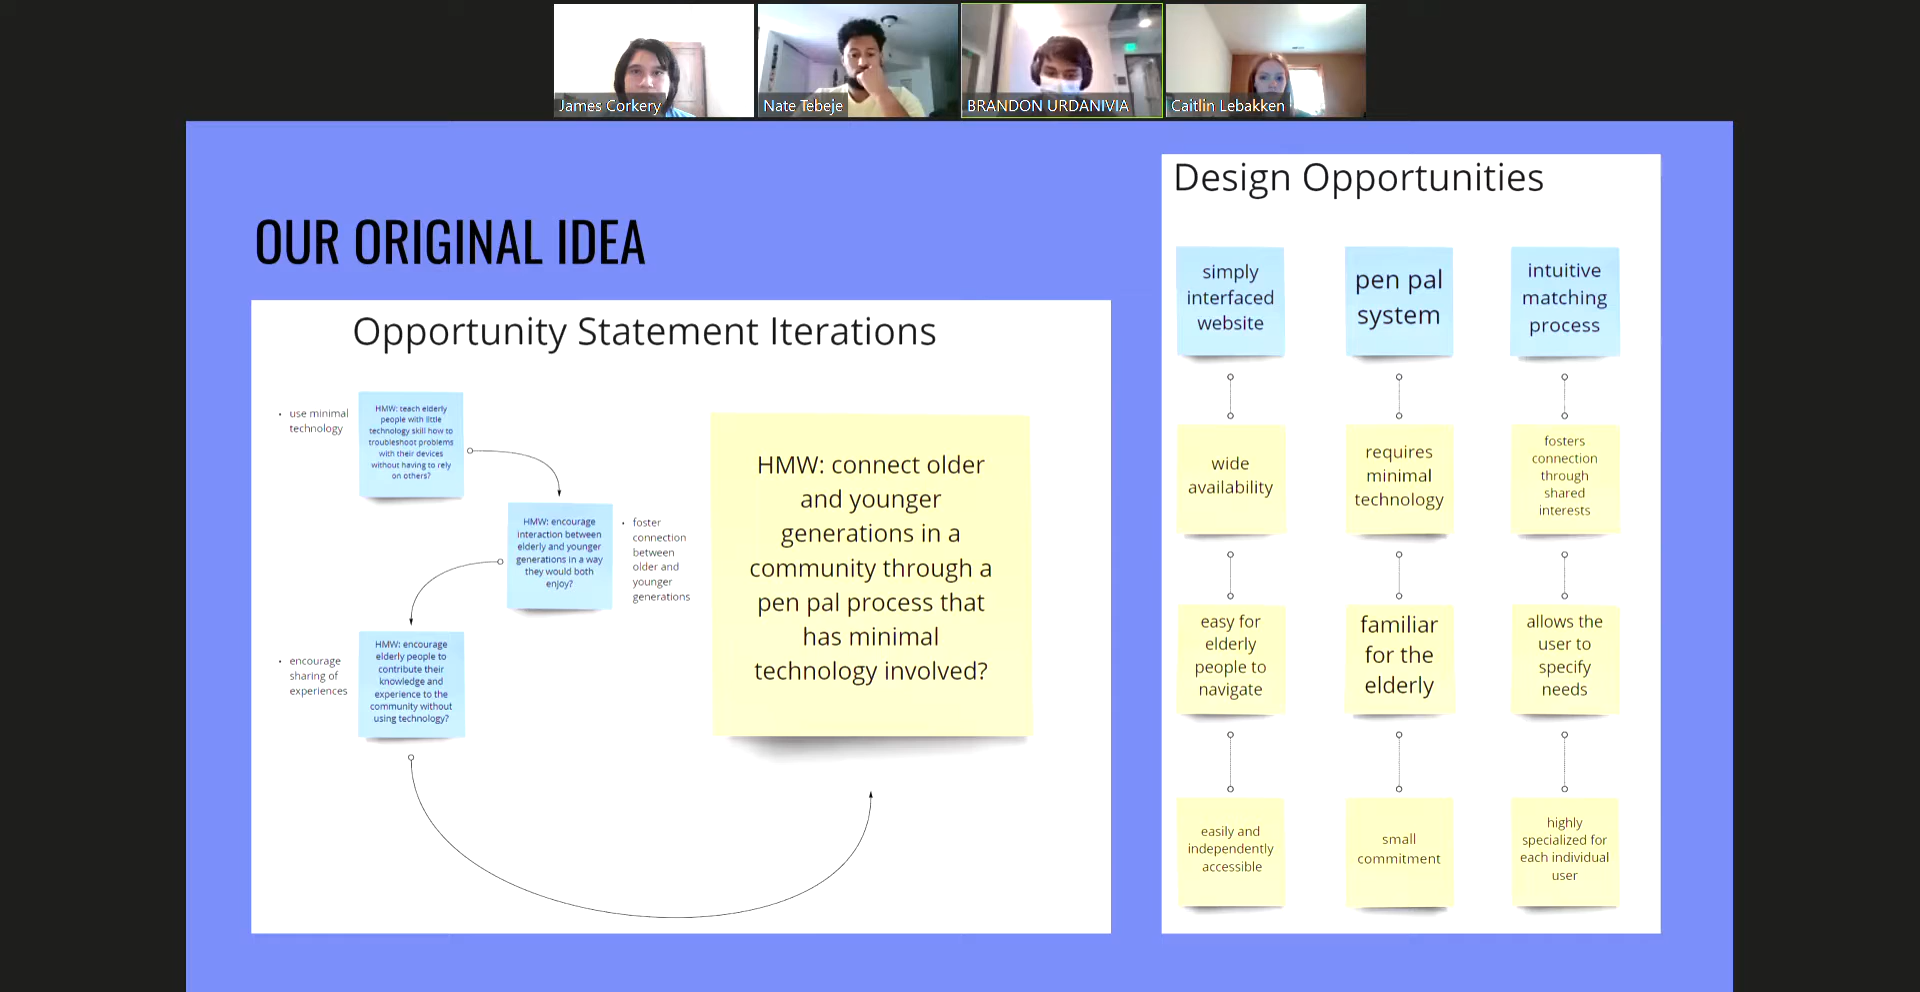 James Corkery
Nate Tebeje
BRANDON URDANIVIA
Caitlin Lebakken
OUR ORIGINAL IDEA
Opportunity Statement Iterations
use minimal
technology
HMW: teach elderly
people with little
technology skill how to
troubleshoot problems
with their devices
without having to rely
on others?
HMW: encourage
interaction between
elderly and younger
generations in a way
they would both
enjoy?
foster
connection
between
older and
younger
generations
encourage
sharing of
experiences
HMW: encourage
elderly people to
contribute their
knowledge and
experience to the
community without
using technology?
HMW: connect older
and younger
generations in a
community through a
pen pal process that
has minimal
technology involved?
Design Opportunities
simply
interfaced
website
wide
availability
easy for
elderly
people to
navigate
easily and
independently
accessible
pen pal
system
requires
minimal
technology
familiar
for the
elderly
small
commitment
intuitive
matching
process
fosters
connection
through
shared
interests
allows the
user to
specify
needs
highly
specialized for
each individual
user